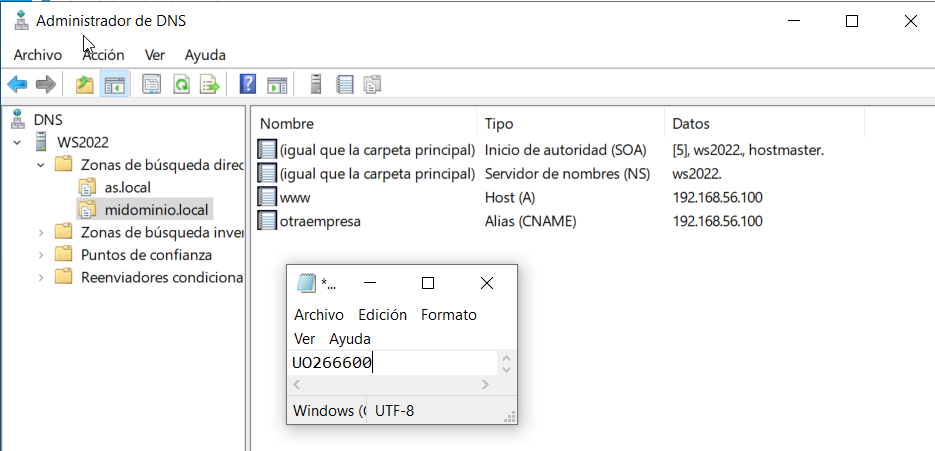 Administrador de DNS
Archivo Acción Ver Ayuda
DNS
WS2022
Zonas de búsqueda direc
as.local
midominio.local
Zonas de búsqueda inver
Puntos de confianza
Reenviadores condiciona
Nombre Tipo Datos
(igual que la carpeta principal) Inicio de autoridad (SOA) [5], ws2022., hostmaster.
(igual que la carpeta principal) Servidor de nombres (NS) ws2022.
www Host (A) 192.168.56.100
otraempresa Alias (CNAME) 192.168.56.100
*...
Archivo Edición Formato
Ver Ayuda
UO266600
Windows (C UTF-8